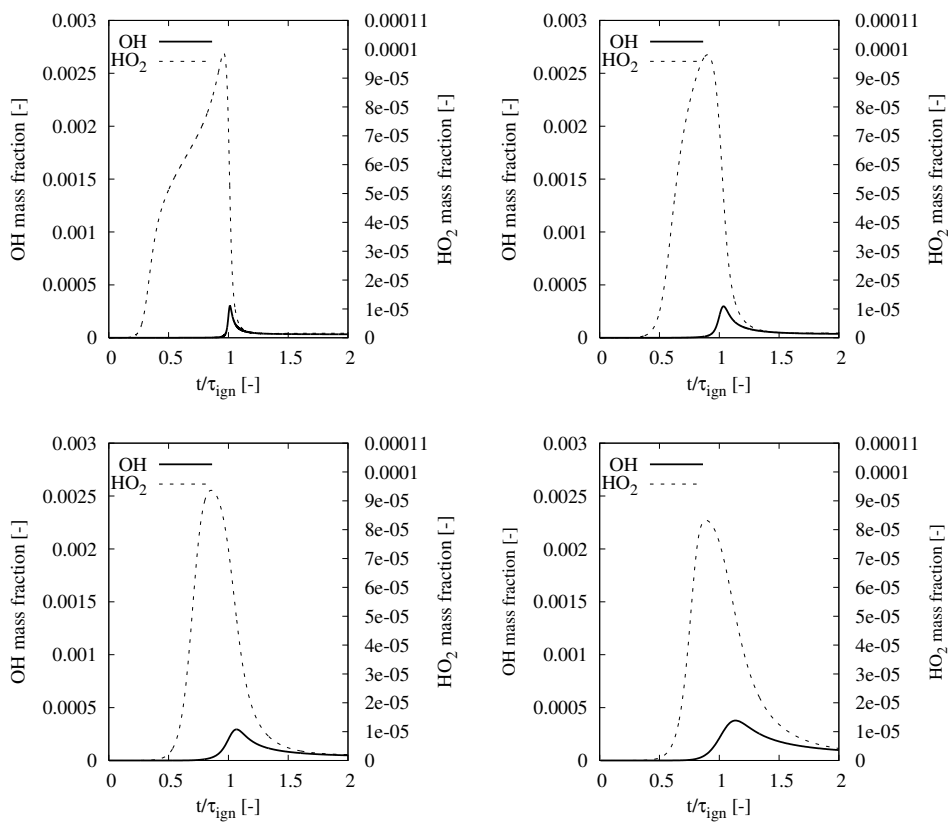 0.003
0.0025
0.002
0.0015
0.001
0.0005
0
OH mass fraction [-]
OH
HO2
0.00011
0.0001
9e-05
8e-05
7e-05
6e-05
5e-05
4e-05
3e-05
2e-05
1e-05
0
HO2 mass fraction [-]
0 0.5 1 1.5 2
t/τign [-]
0.003
0.0025
0.002
0.0015
0.001
0.0005
0
OH mass fraction [-]
OH
HO2
0.00011
0.0001
9e-05
8e-05
7e-05
6e-05
5e-05
4e-05
3e-05
2e-05
1e-05
0
HO2 mass fraction [-]
0 0.5 1 1.5 2
t/τign [-]
0.003
0.0025
0.002
0.0015
0.001
0.0005
0
OH mass fraction [-]
OH
HO2
0.00011
0.0001
9e-05
8e-05
7e-05
6e-05
5e-05
4e-05
3e-05
2e-05
1e-05
0
HO2 mass fraction [-]
0 0.5 1 1.5 2
t/τign [-]
0.003
0.0025
0.002
0.0015
0.001
0.0005
0
OH mass fraction [-]
OH
HO2
0.00011
0.0001
9e-05
8e-05
7e-05
6e-05
5e-05
4e-05
3e-05
2e-05
1e-05
0
HO2 mass fraction [-]
0 0.5 1 1.5 2
t/τign [-]